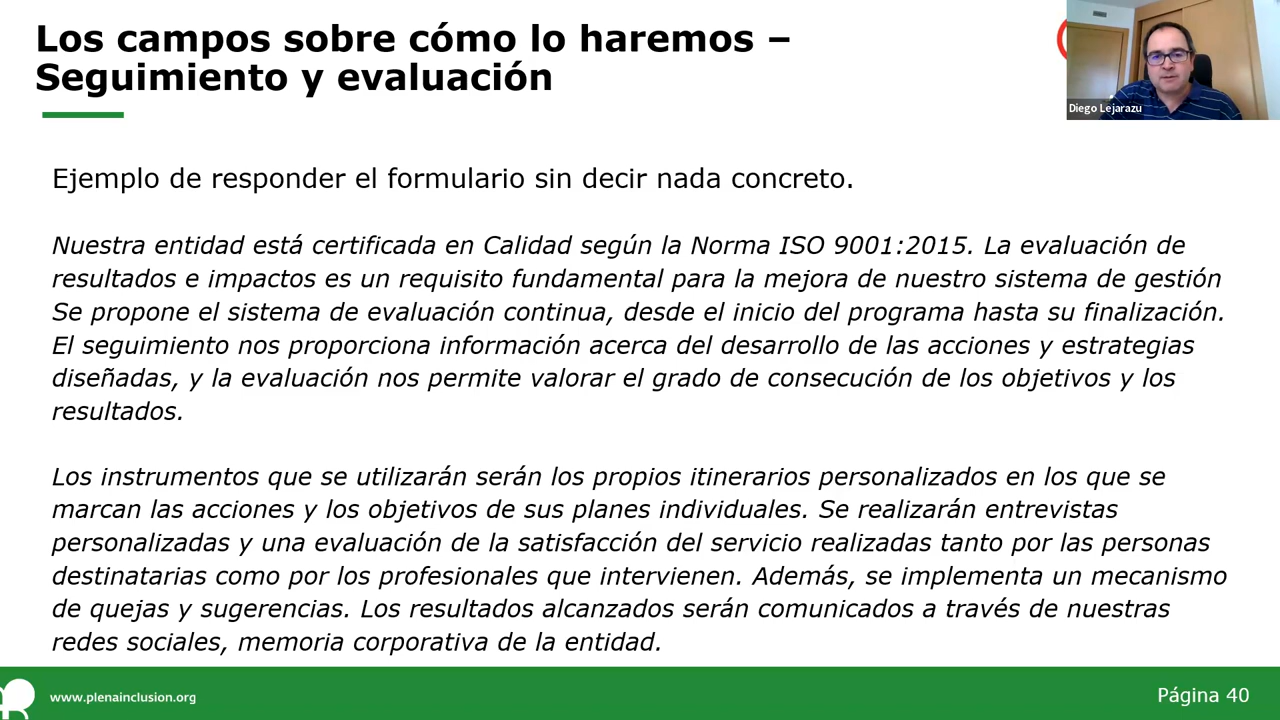 Los campos sobre cómo lo haremos –
Seguimiento y evaluación
Diego Lejarazu
Ejemplo de responder el formulario sin decir nada concreto.
Nuestra entidad está certificada en Calidad según la Norma ISO 9001:2015. La evaluación de
resultados e impactos es un requisito fundamental para la mejora de nuestro sistema de gestión
Se propone el sistema de evaluación continua, desde el inicio del programa hasta su finalización.
El seguimiento nos proporciona información acerca del desarrollo de las acciones y estrategias
diseñadas, y la evaluación nos permite valorar el grado de consecución de los objetivos y los
resultados.
Los instrumentos que se utilizarán serán los propios itinerarios personalizados en los que se
marcan las acciones y los objetivos de sus planes individuales. Se realizarán entrevistas
personalizadas y una evaluación de la satisfacción del servicio realizadas tanto por las personas
destinatarias como por los profesionales que intervienen. Además, se implementa un mecanismo
de quejas y sugerencias. Los resultados alcanzados serán comunicados a través de nuestras
redes sociales, memoria corporativa de la entidad.
www.plenainclusion.org
Página 40